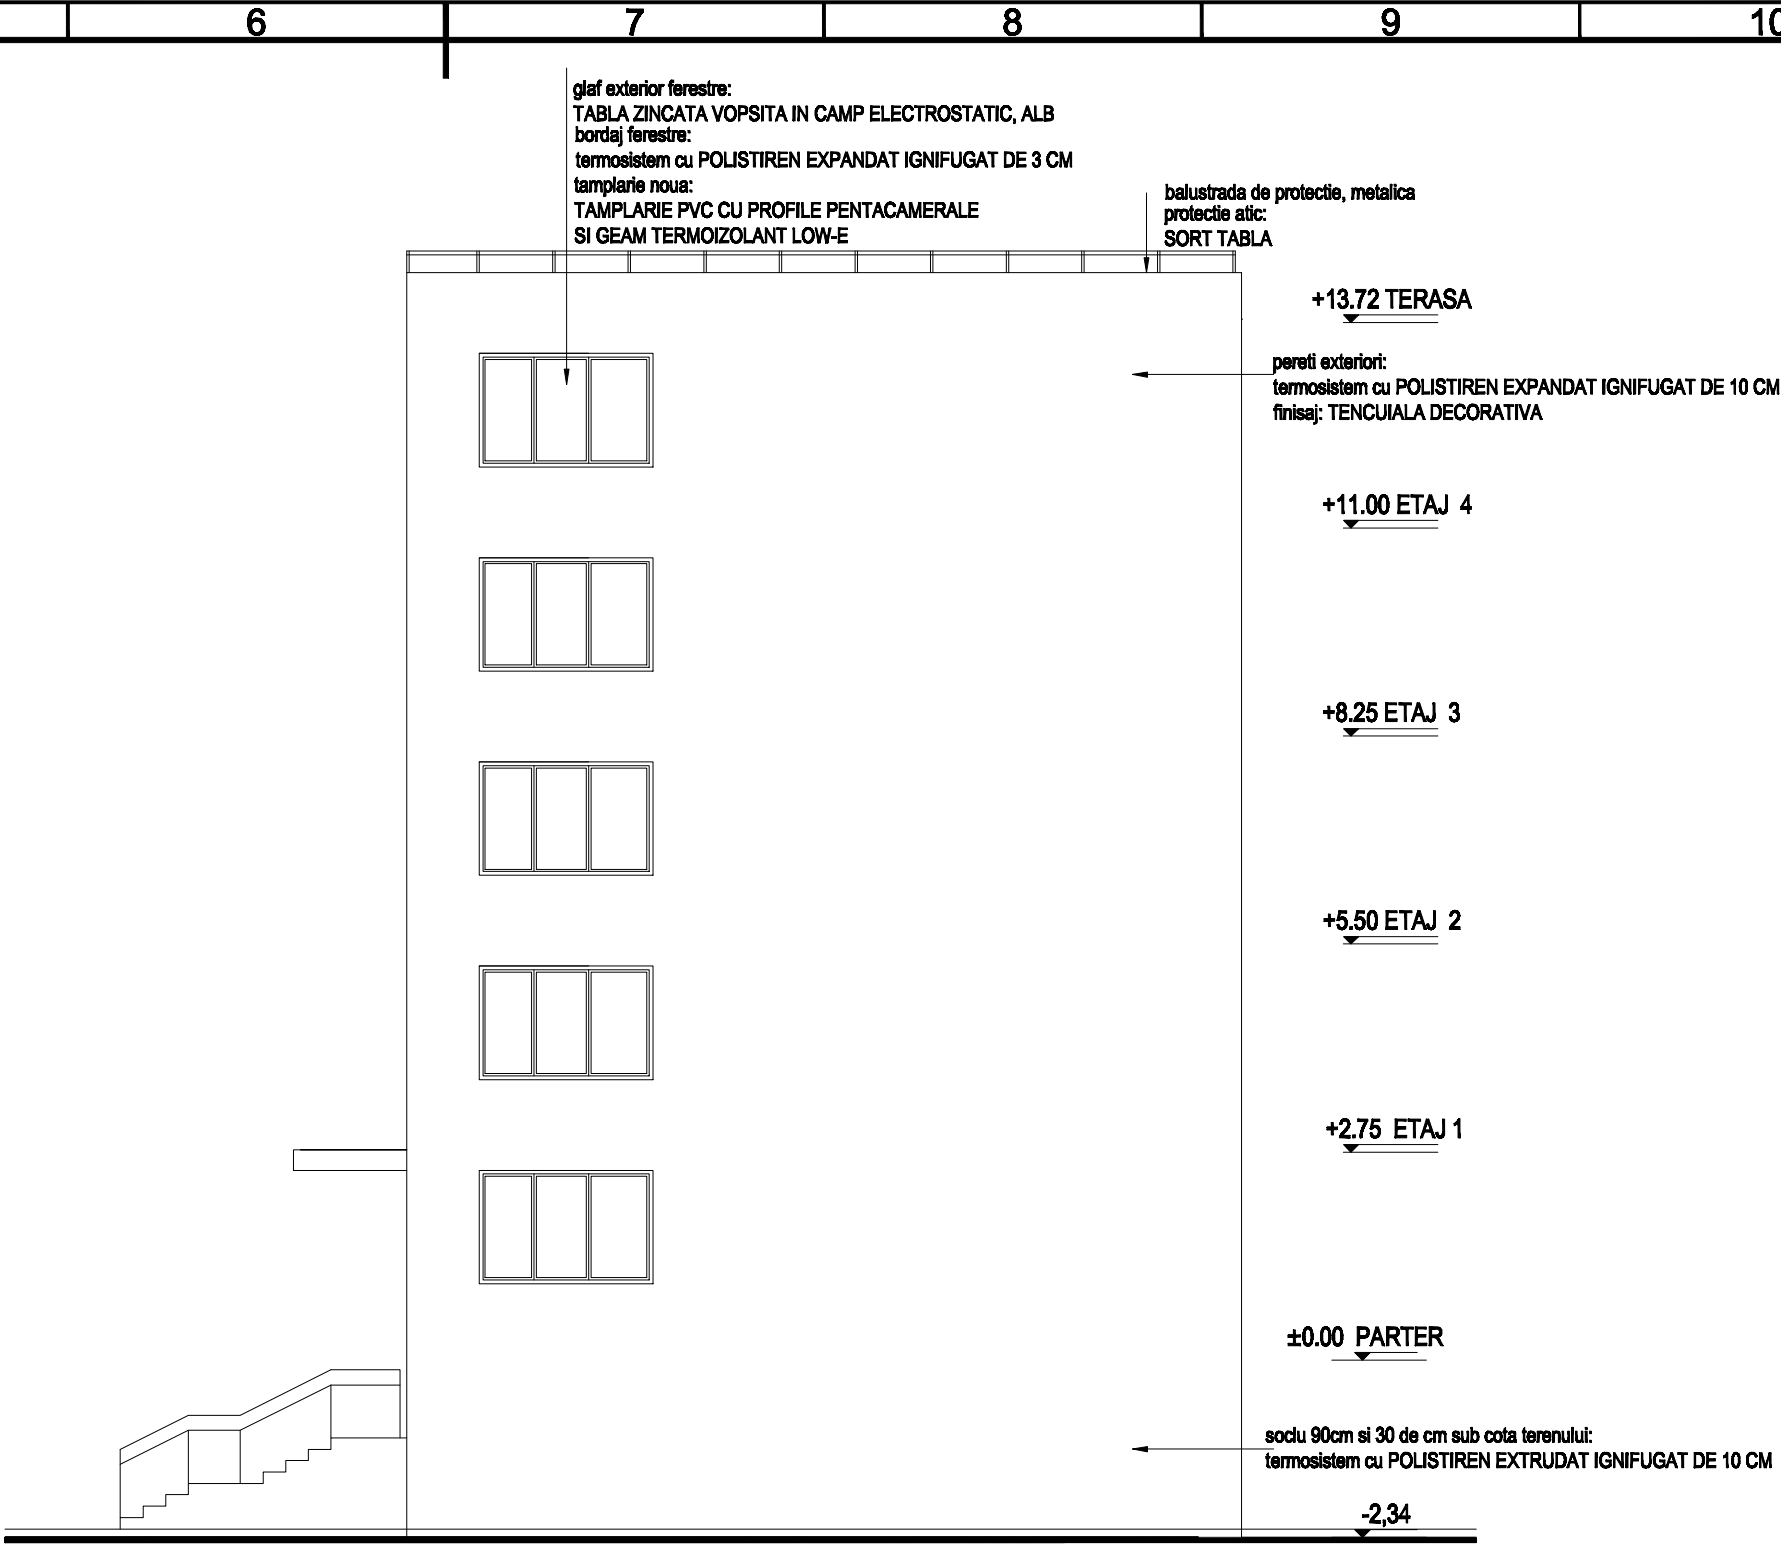 6 7 8 9 10
glaf exterior ferestre:
TABLA ZINCATA VOPSITA IN CAMP ELECTROSTATIC, ALB
bordaj ferestre:
termosistem cu POLISTIREN EXPANDAT IGNIFUGAT DE 3 CM
tamplarie noua:
TAMPLARIE PVC CU PROFILE PENTACAMERALE
SI GEAM TERMOIZOLANT LOW-E
balustrada de protectie, metalica
protectie atic:
SORT TABLA
+13.72 TERASA
pereti exteriori:
termosistem cu POLISTIREN EXPANDAT IGNIFUGAT DE 10 CM
finisaj: TENCUIALA DECORATIVA
+11.00 ETAJ 4
+8.25 ETAJ 3
+5.50 ETAJ 2
+2.75 ETAJ 1
±0.00 PARTER
soclu 90cm si 30 de cm sub cota terenului:
termosistem cu POLISTIREN EXTRUDAT IGNIFUGAT DE 10 CM
-2,34